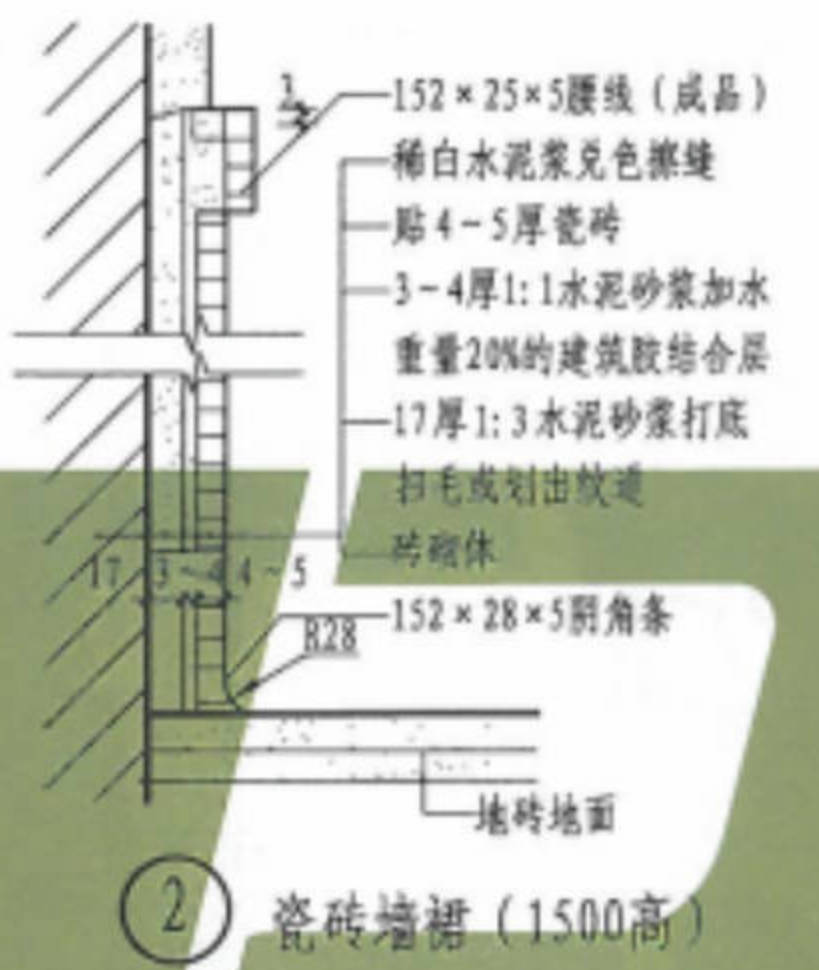 3
152×25×5腰线（成品）
稀白水泥浆兑色擦缝
贴4~5厚瓷砖
3~4厚1:1水泥砂浆加水
重量20%的建筑胶结合层
17厚1:3水泥砂浆打底
扫毛或划出纹道
砖砌体
17 3~4 4~5
152×28×5阴角条
R28
地砖地面
2 瓷砖墙裙（1500高）